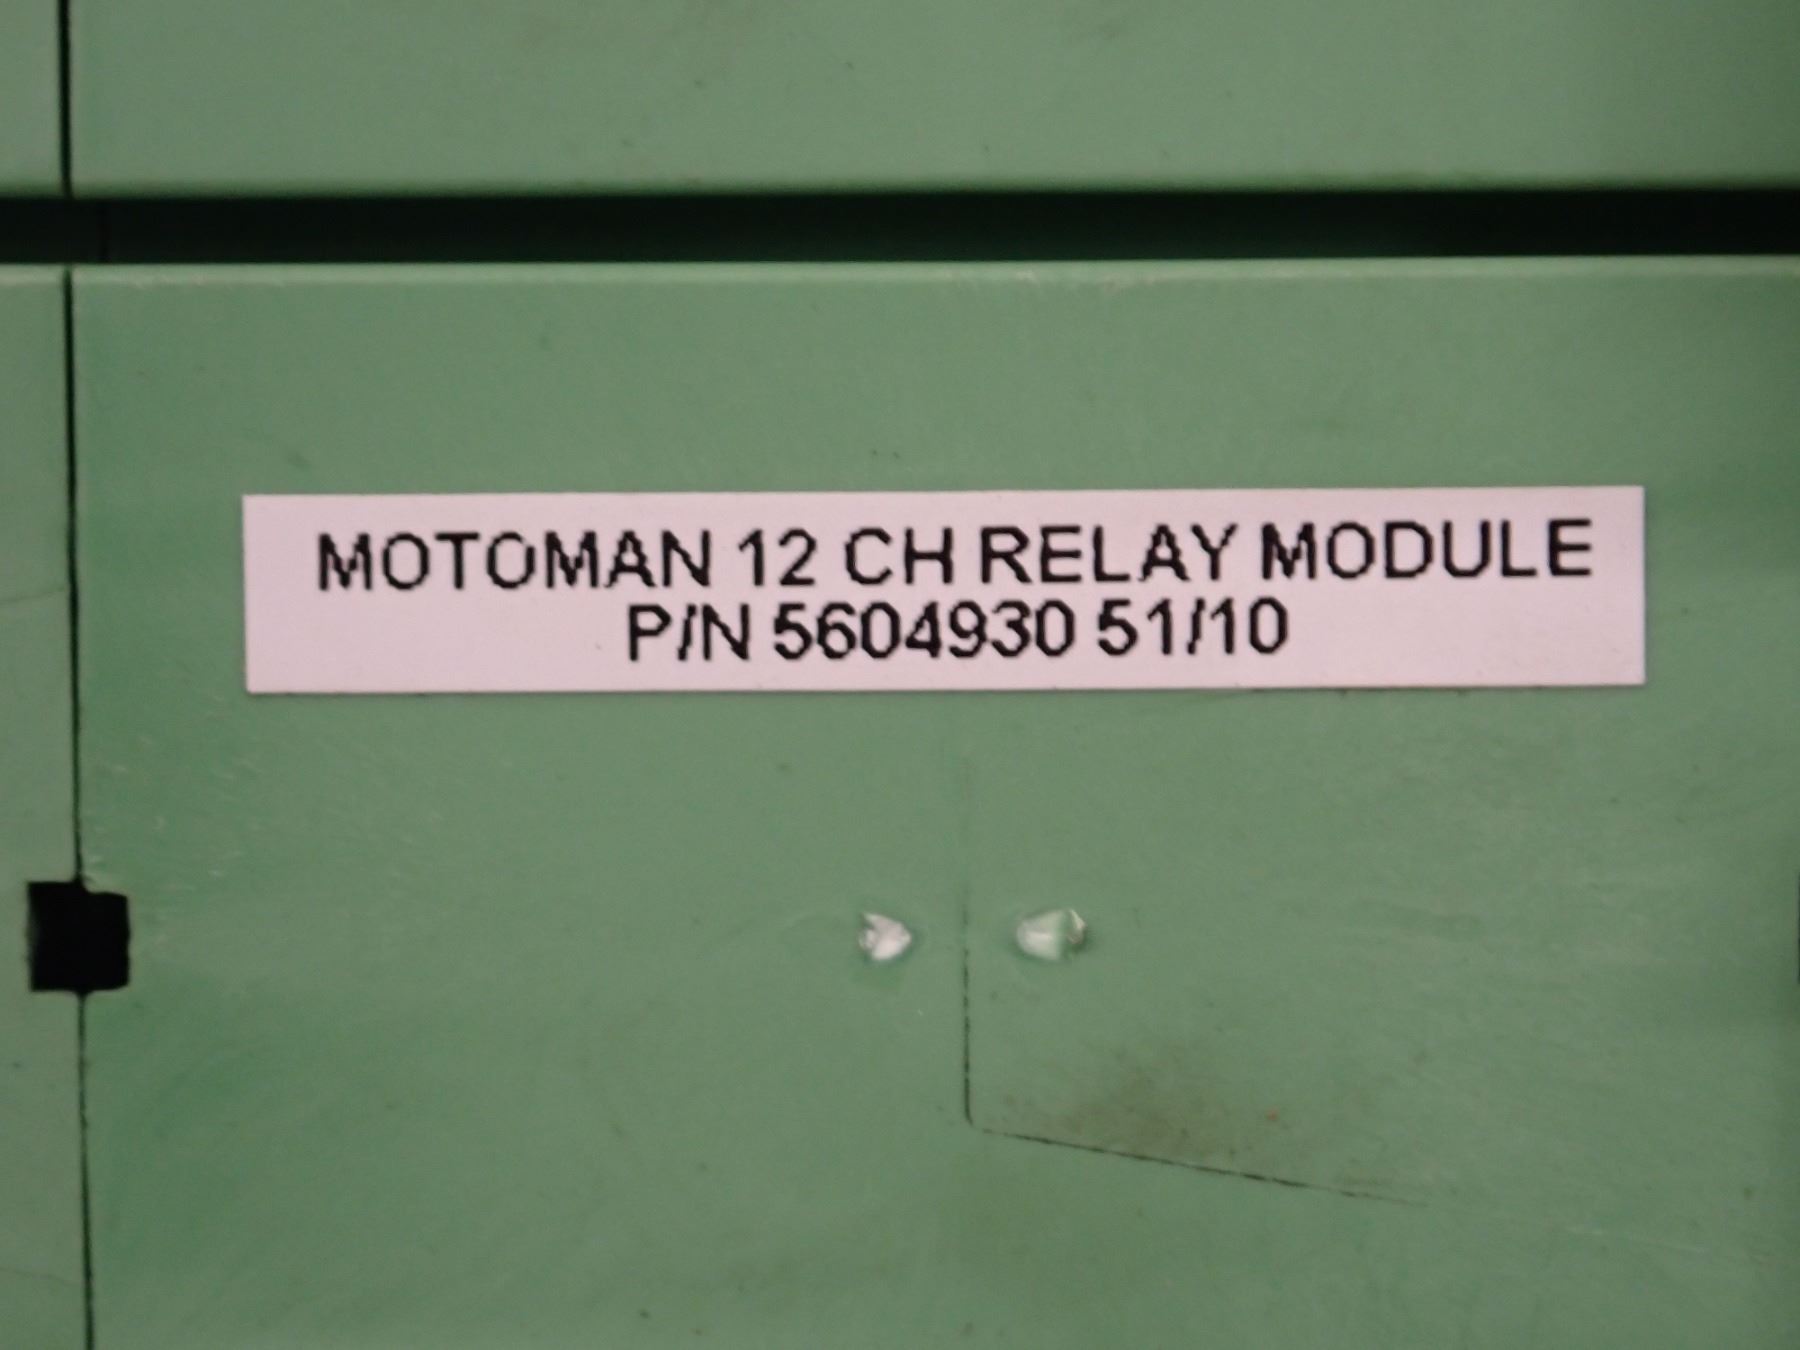 MOTOMAN 12 CH RELAY MODULE
P/N 5604930 51/10